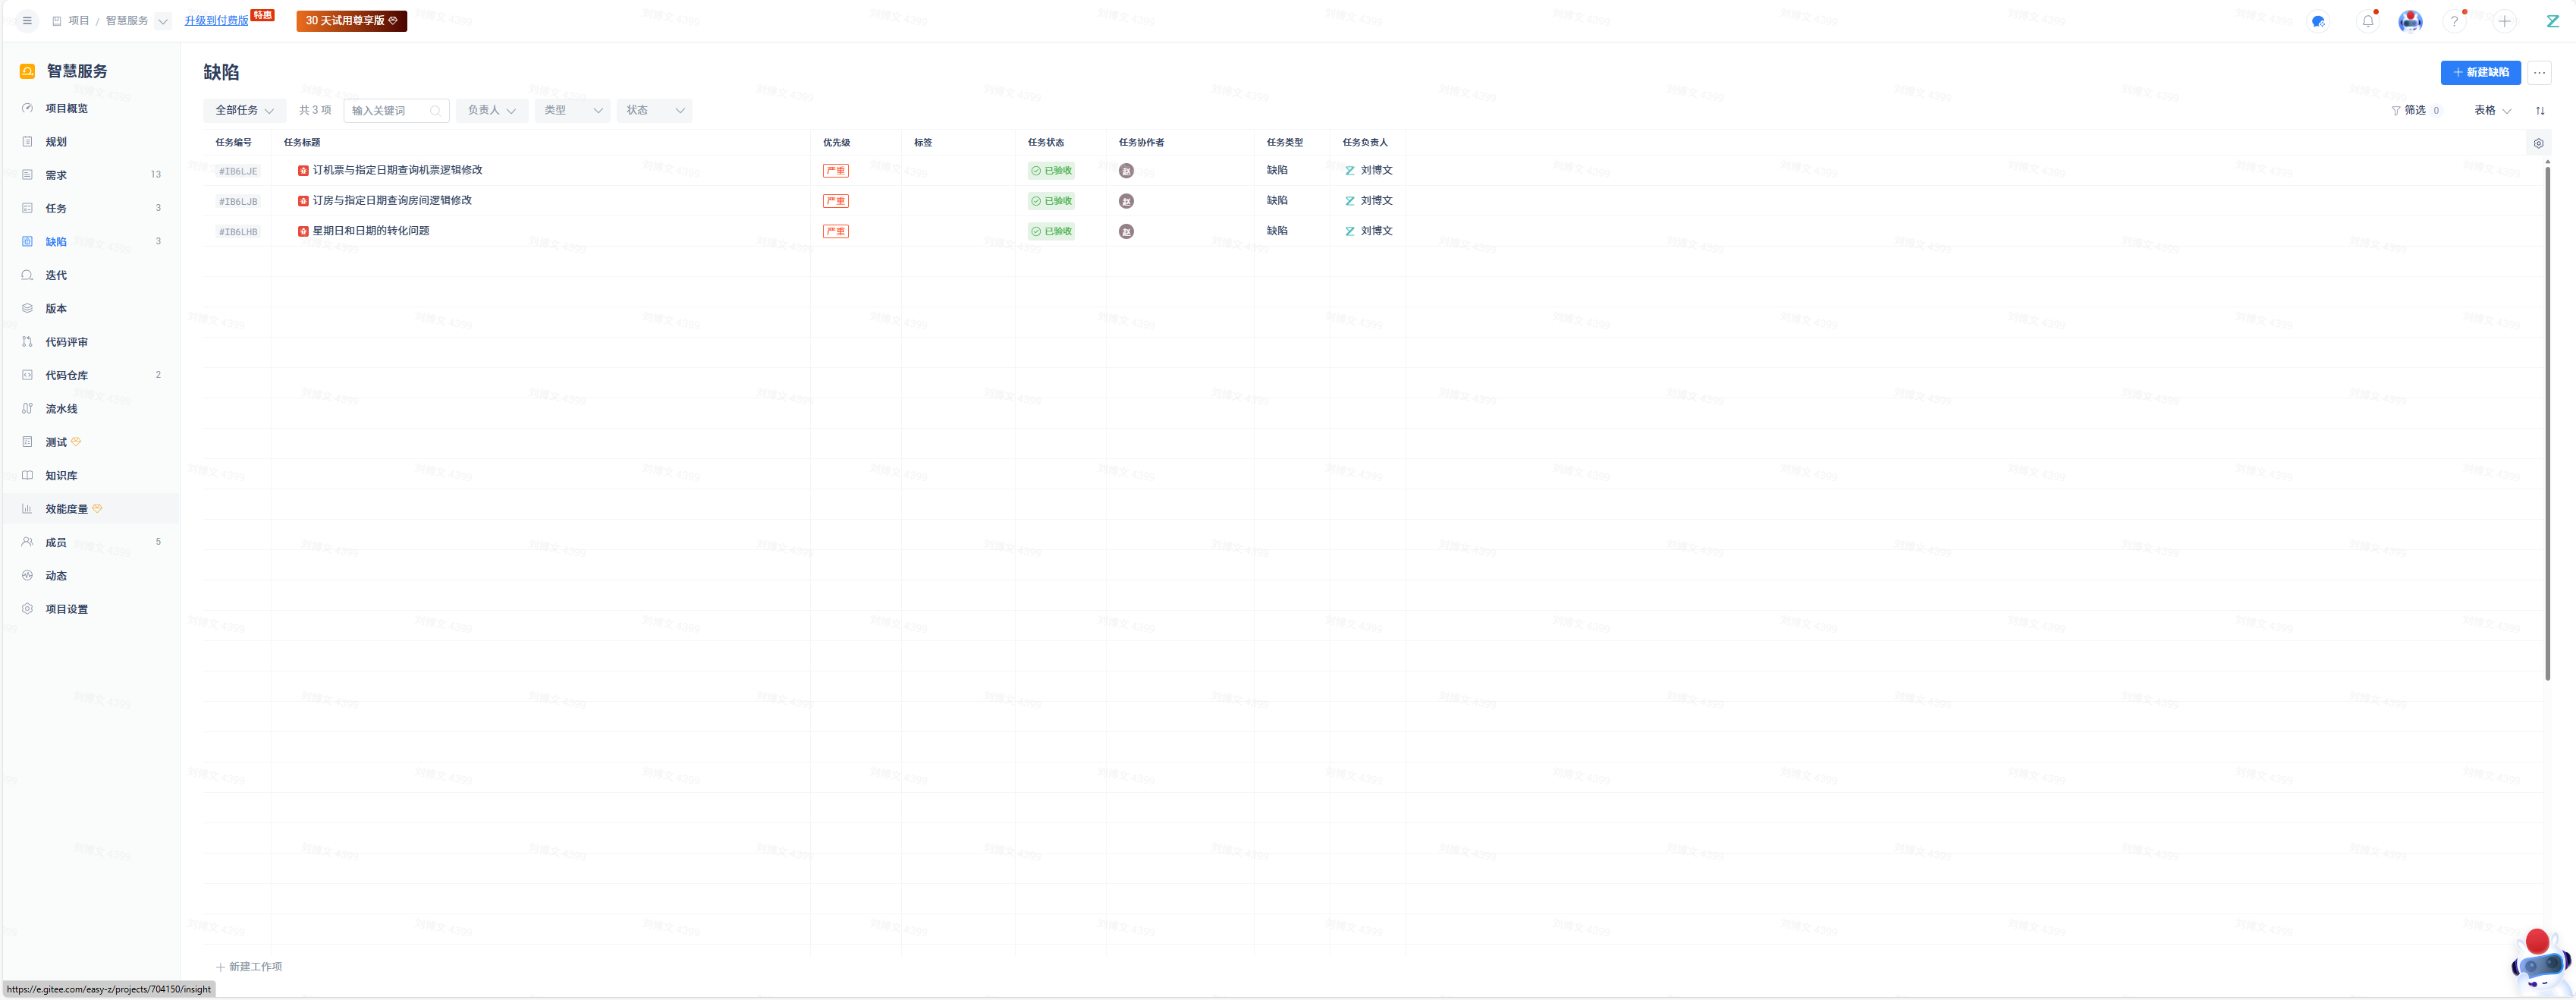 项目 / 智慧服务 升级到付费版 特惠 30 天试用尊享版
智慧服务
项目概览
规划
需求 13
任务 3
缺陷 3
迭代
版本
代码评审
代码仓库 2
流水线
测试
知识库
效能度量
成员 5
动态
项目设置
缺陷
新建缺陷
全部任务 共 3 项 输入关键词 负责人 类型 状态 筛选 0 表格
任务编号 任务标题 优先级 标签 任务状态 任务协作者 任务类型 任务负责人
#IB6LJE 订机票与指定日期查询机票逻辑修改 严重 已验收 赵 缺陷 刘博文
#IB6LJB 订房与指定日期查询房间逻辑修改 严重 已验收 赵 缺陷 刘博文
#IB6LHB 星期日和日期的转化问题 严重 已验收 赵 缺陷 刘博文
新建工作项
https://e.gitee.com/easy-z/projects/704150/insight
刘博文 4399